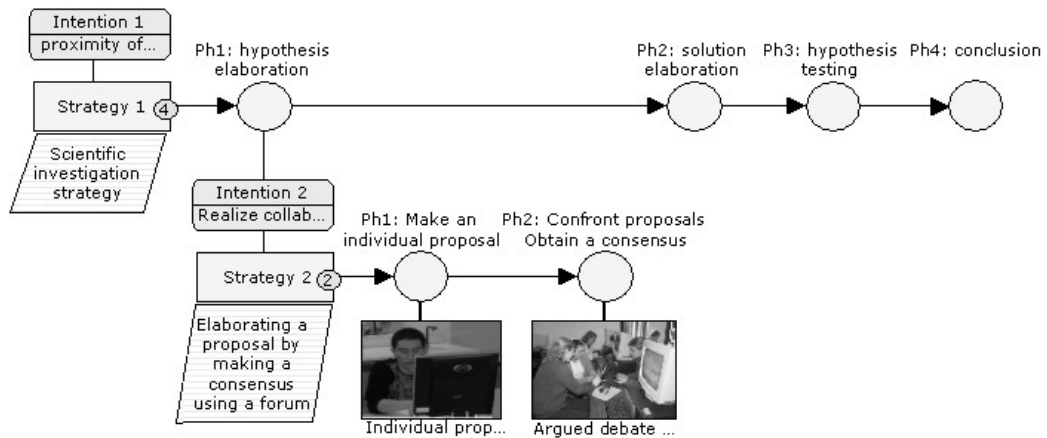 Intention 1
proximity of...
Strategy 1
4
Scientific
investigation
strategy
Ph1: hypothesis
elaboration
Ph2: solution
elaboration
Ph3: hypothesis
testing
Ph4: conclusion
Intention 2
Realize collab...
Strategy 2
2
Elaborating a
proposal by
making a
consensus
using a forum
Ph1: Make an
individual proposal
Ph2: Confront proposals
Obtain a consensus
Individual prop...
Argued debate ...